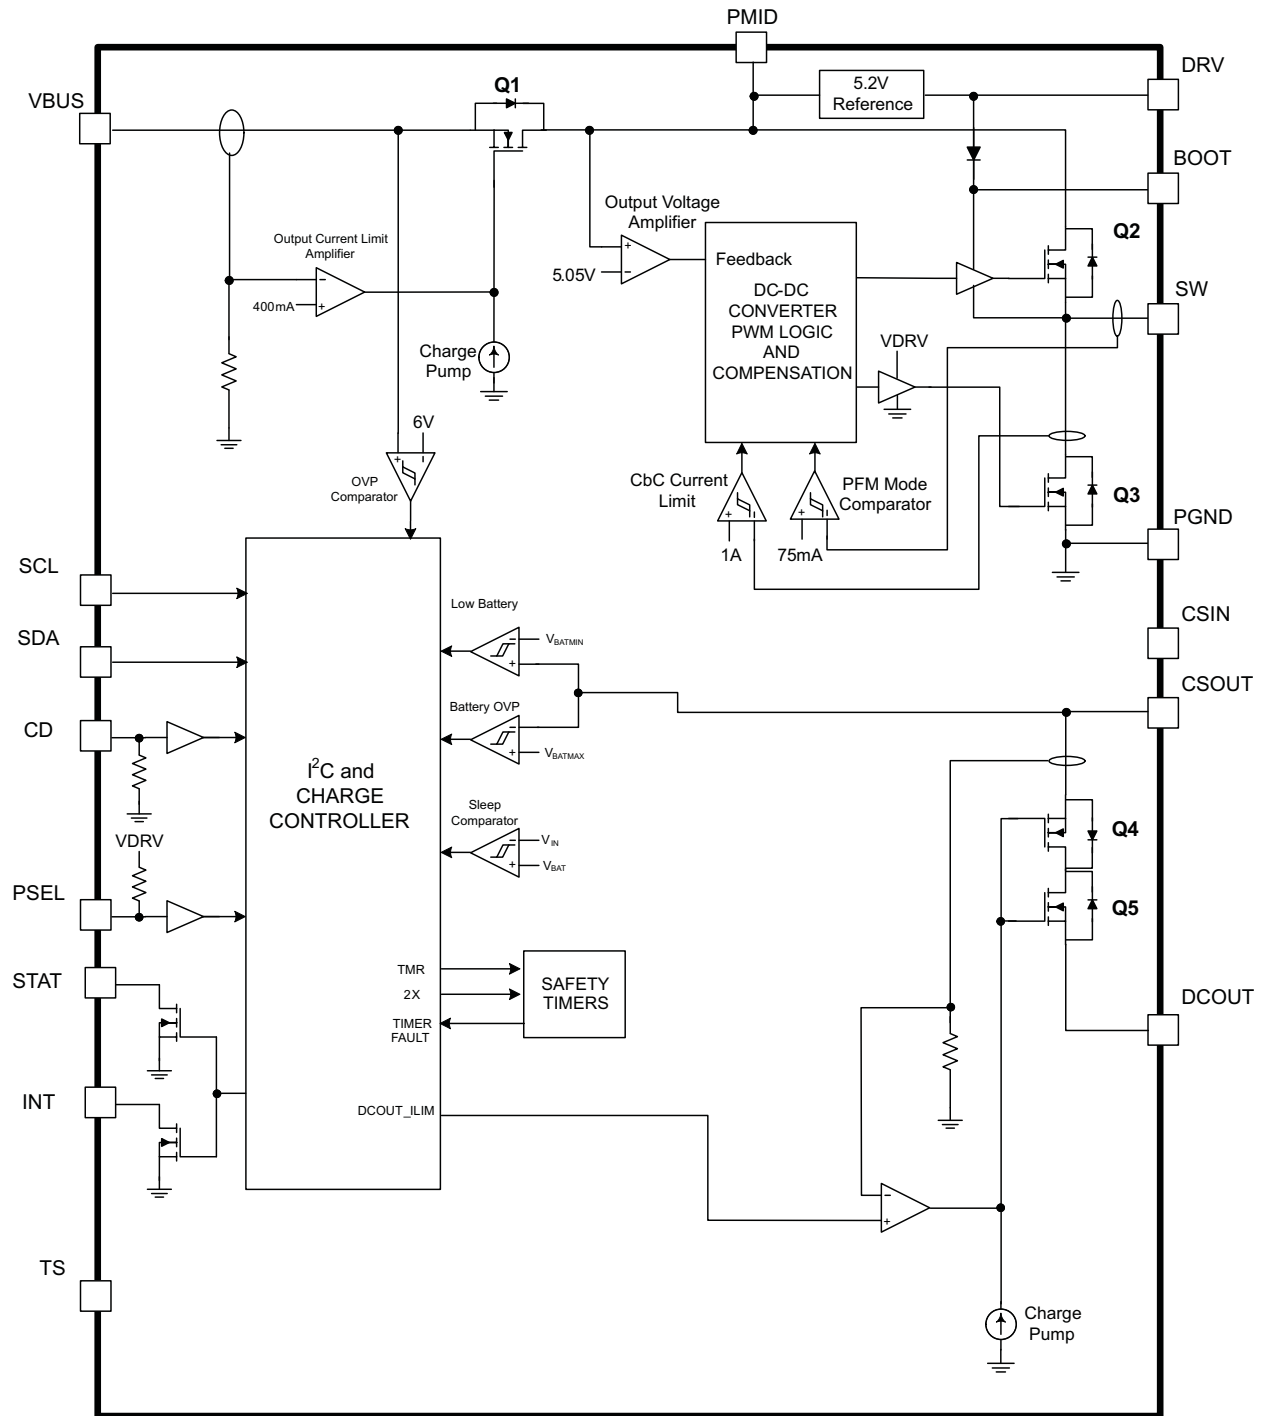 PMID
DRV
5.2V
Reference
Q1
VBUS
BOOT
Output Voltage
Amplifier
Q2
Output Current Limit
Amplifier
+
−
5.05V
Feedback
DC-DC
CONVERTER
PWM LOGIC
AND
COMPENSATION
SW
−
+
400mA
VDRV
Charge
Pump
6V
+
−
OVP
Comparator
CbC Current
Limit
PFM Mode
Comparator
Q3
+
−
+
−
1A
75mA
PGND
SCL
Low Battery
CSIN
SDA
−
+
VBATMIN
CSOUT
CD
Battery OVP
−
+
VBATMAX
I2C and
CHARGE
CONTROLLER
Sleep
Comparator
−
+
VIN
VBAT
Q4
VDRV
PSEL
Q5
STAT
TMR
2X
TIMER
FAULT
SAFETY
TIMERS
DCOUT
INT
DCOUT_ILIM
−
+
TS
Charge
Pump